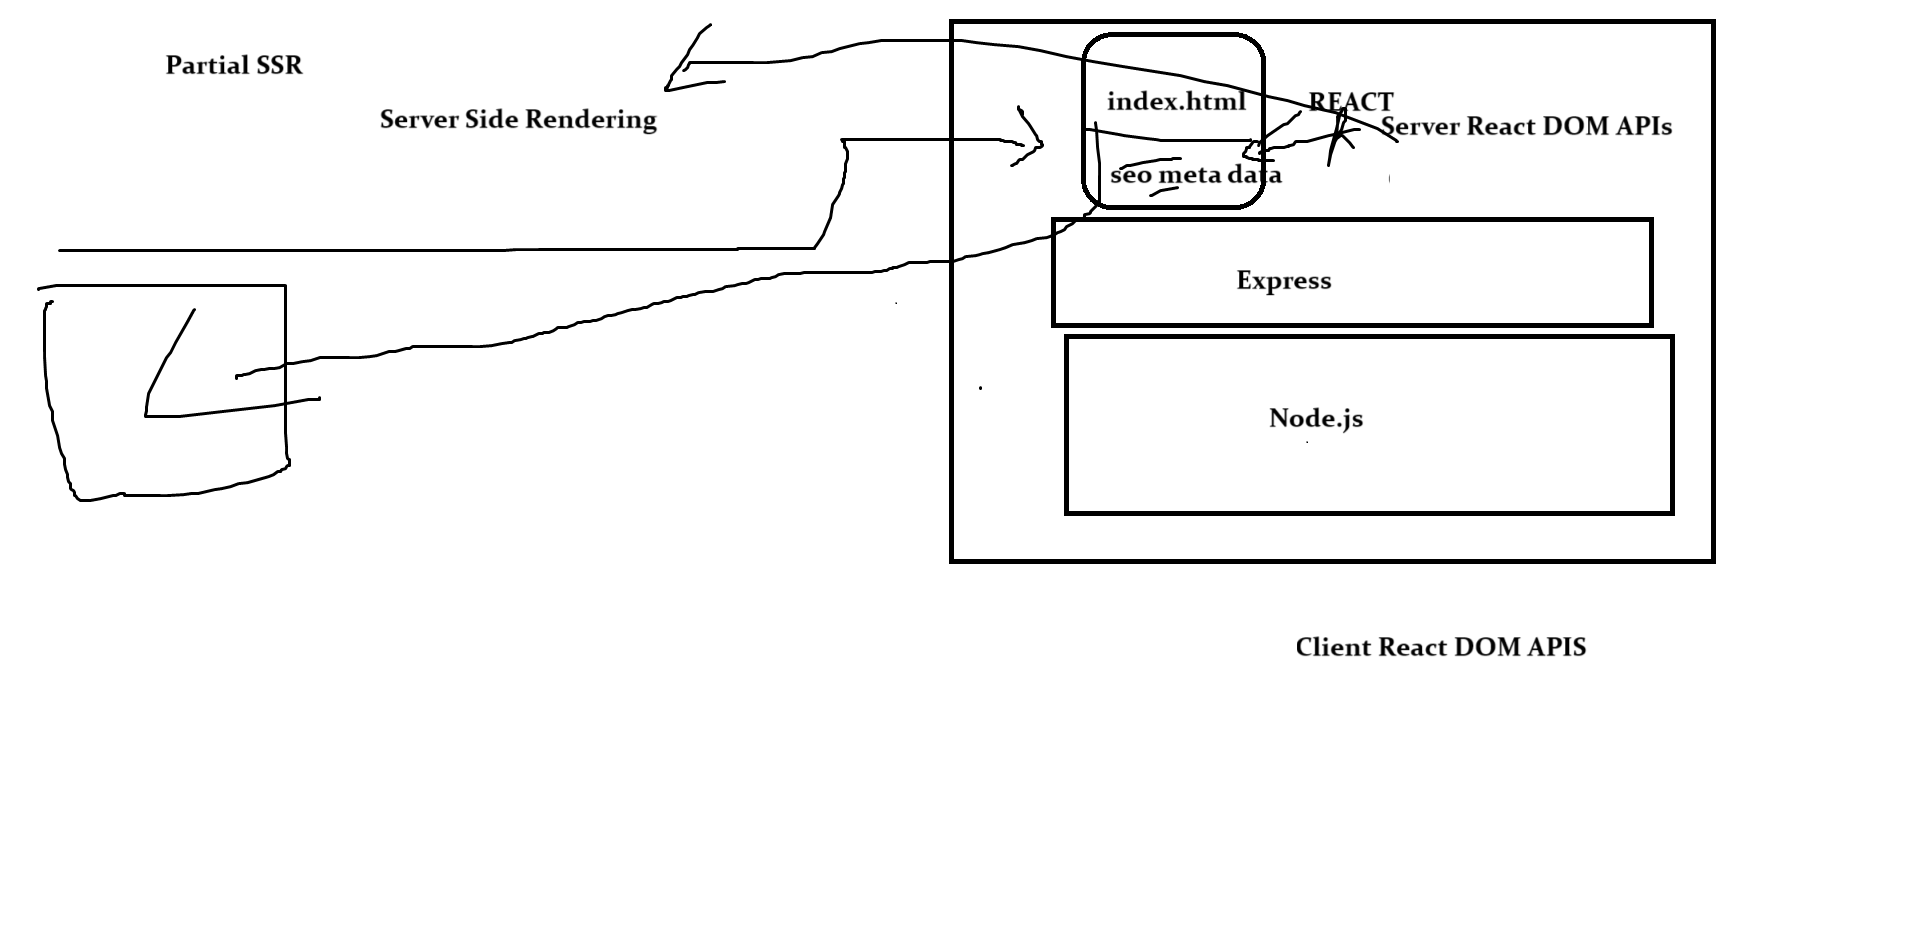 Partial SSR
Server Side Rendering
index.html
REACT
Server React DOM APIs
seo meta data
Express
Node.js
Client React DOM APIS